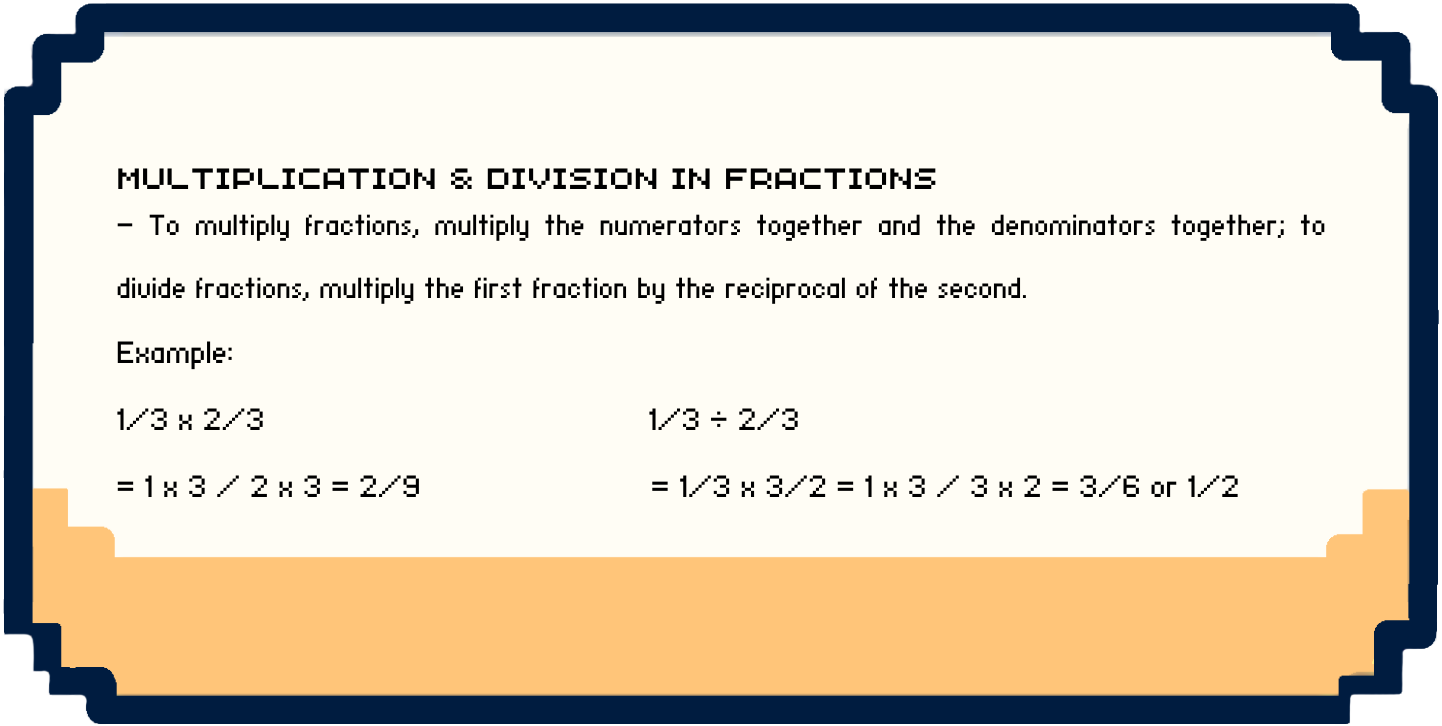 MULTIPLICATION & DIVISION IN FRACTIONS
– To multiply fractions, multiply the numerators together and the denominators together; to
divide fractions, multiply the first fraction by the reciprocal of the second.
Example:
1/3 x 2/3 1/3 ÷ 2/3
= 1 x 3 / 2 x 3 = 2/9 = 1/3 x 3/2 = 1 x 3 / 3 x 2 = 3/6 or 1/2